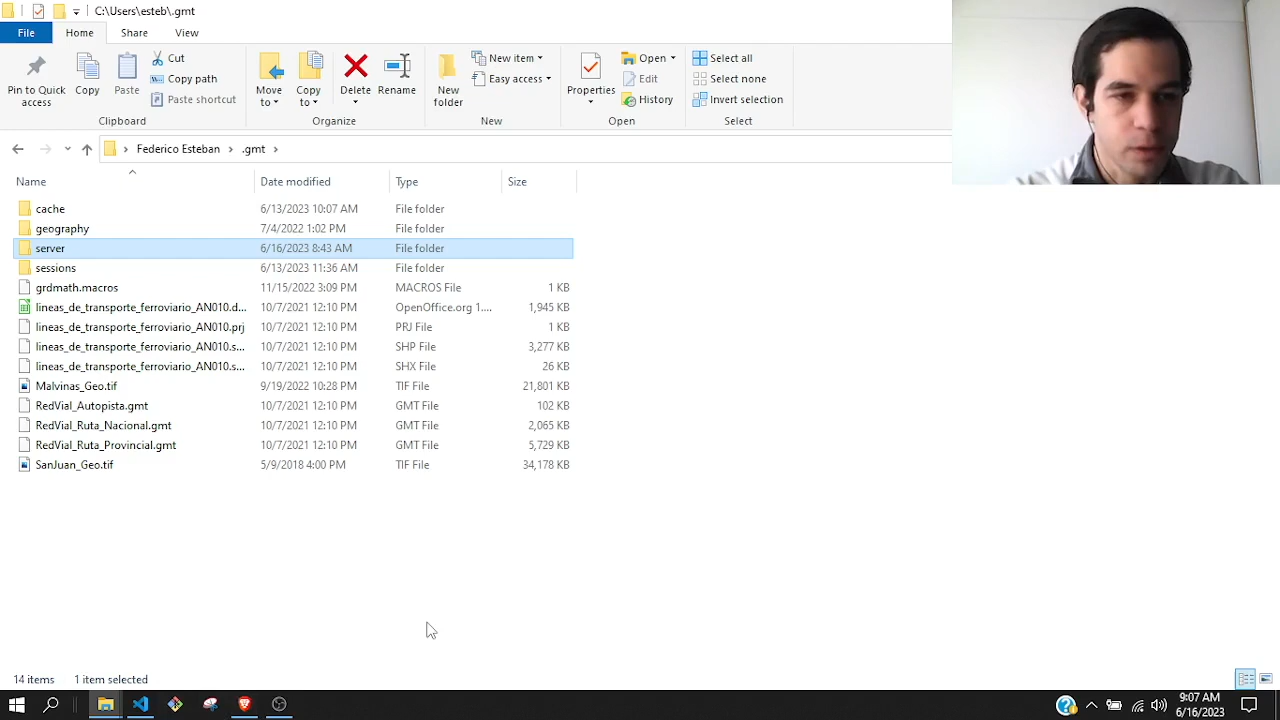 C:\Users\esteb\.gmt
File Home Share View
Pin to Quick access
Copy
Paste
Cut
Copy path
Paste shortcut
Clipboard
Move to
Copy to
Delete
Rename
Organize
New folder
New item
Easy access
New
Properties
Open
Edit
History
Open
Select all
Select none
Invert selection
Select
Federico Esteban .gmt
Name Date modified Type Size
cache 6/13/2023 10:07 AM File folder
geography 7/4/2022 1:02 PM File folder
server 6/16/2023 8:43 AM File folder
sessions 6/13/2023 11:36 AM File folder
grdmath.macros 11/15/2022 3:09 PM MACROS File 1 KB
lineas_de_transporte_ferroviario_AN010.d... 10/7/2021 12:10 PM OpenOffice.org 1.... 1,945 KB
lineas_de_transporte_ferroviario_AN010.prj 10/7/2021 12:10 PM PRJ File 1 KB
lineas_de_transporte_ferroviario_AN010.s... 10/7/2021 12:10 PM SHP File 3,277 KB
lineas_de_transporte_ferroviario_AN010.s... 10/7/2021 12:10 PM SHX File 26 KB
Malvinas_Geo.tif 9/19/2022 10:28 PM TIF File 21,801 KB
RedVial_Autopista.gmt 10/7/2021 12:10 PM GMT File 102 KB
RedVial_Ruta_Nacional.gmt 10/7/2021 12:10 PM GMT File 2,065 KB
RedVial_Ruta_Provincial.gmt 10/7/2021 12:10 PM GMT File 5,729 KB
SanJuan_Geo.tif 5/9/2018 4:00 PM TIF File 34,178 KB
14 items 1 item selected
9:07 AM
6/16/2023